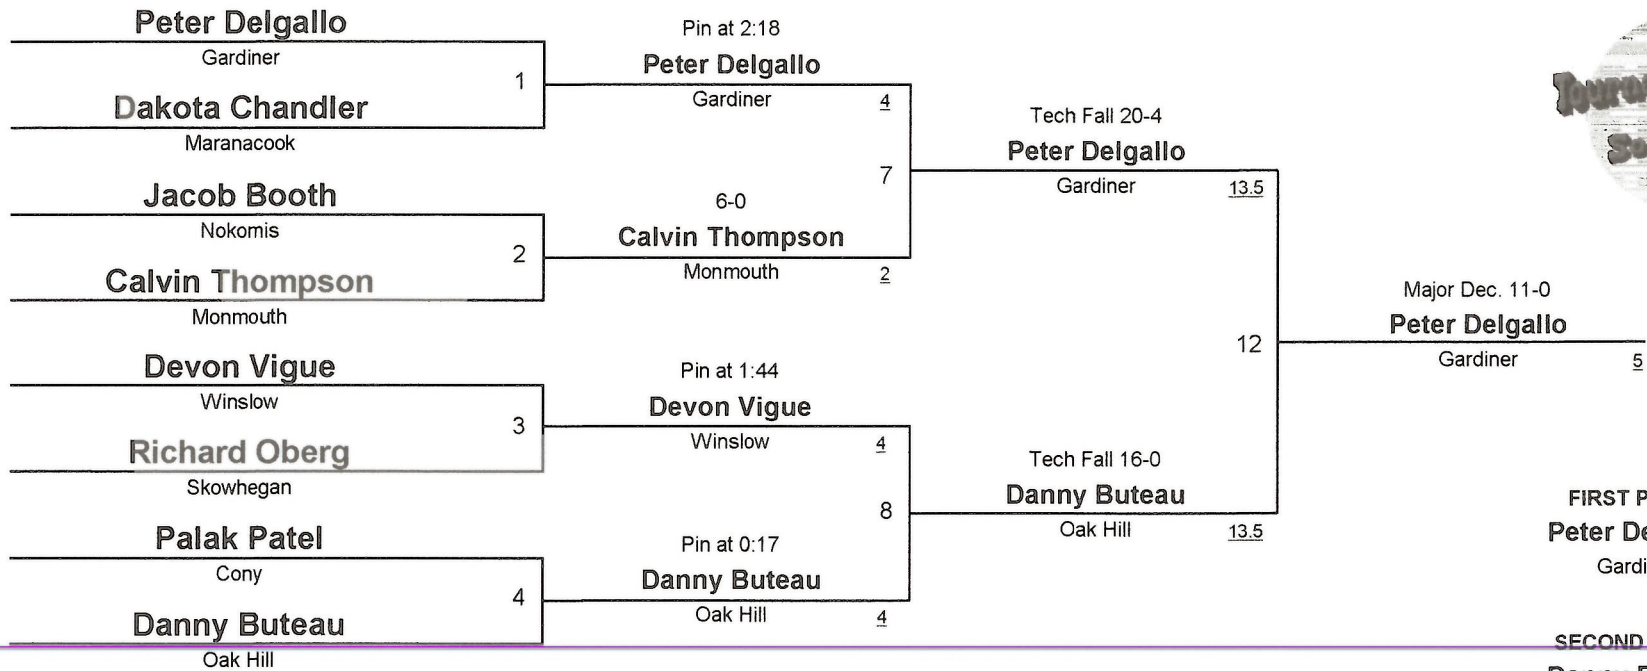 Peter Delgallo
Gardiner
1
Dakota Chandler
Maranacook
Jacob Booth
Nokomis
2
Calvin Thompson
Monmouth
Devon Vigue
Winslow
3
Richard Oberg
Skowhegan
Palak Patel
Cony
4
Danny Buteau
Oak Hill
Pin at 2:18
Peter Delgallo
Gardiner
4
7
6-0
Calvin Thompson
Monmouth
2
Pin at 1:44
Devon Vigue
Winslow
4
8
Pin at 0:17
Danny Buteau
Oak Hill
4
Tech Fall 20-4
Peter Delgallo
Gardiner
13.5
12
Tech Fall 16-0
Danny Buteau
Oak Hill
13.5
Major Dec. 11-0
Peter Delgallo
Gardiner
5
FIRST P
Peter De
Gardi
SECOND